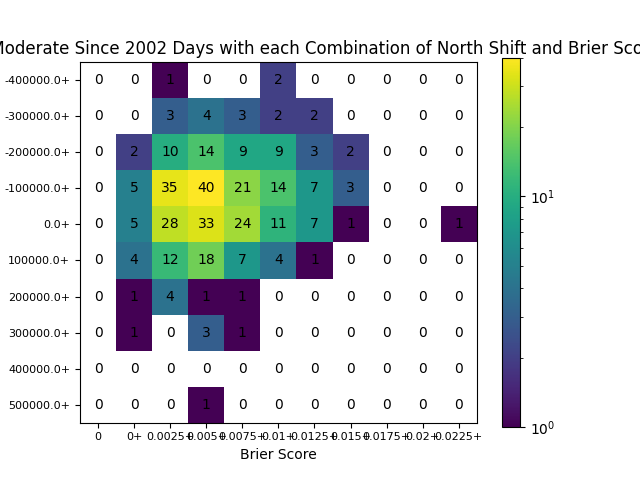 Moderate Since 2002 Days with each Combination of North Shift and Brier Sco
-400000.0+ 0 0 1 0 0 2 0 0 0 0 0
-300000.0+ 0 0 3 4 3 2 2 0 0 0 0
-200000.0+ 0 2 10 14 9 9 3 2 0 0 0
-100000.0+ 0 5 35 40 21 14 7 3 0 0 0
0.0+ 0 5 28 33 24 11 7 1 0 0 1
100000.0+ 0 4 12 18 7 4 1 0 0 0 0
200000.0+ 0 1 4 1 1 0 0 0 0 0 0
300000.0+ 0 1 0 3 1 0 0 0 0 0 0
400000.0+ 0 0 0 0 0 0 0 0 0 0 0
500000.0+ 0 0 0 1 0 0 0 0 0 0 0
0 0+ 0.0025+ 0.005+ 0.0075+ 0.01+ 0.0125+ 0.015+ 0.0175+ 0.02+ 0.0225+
Brier Score
10¹
10⁰